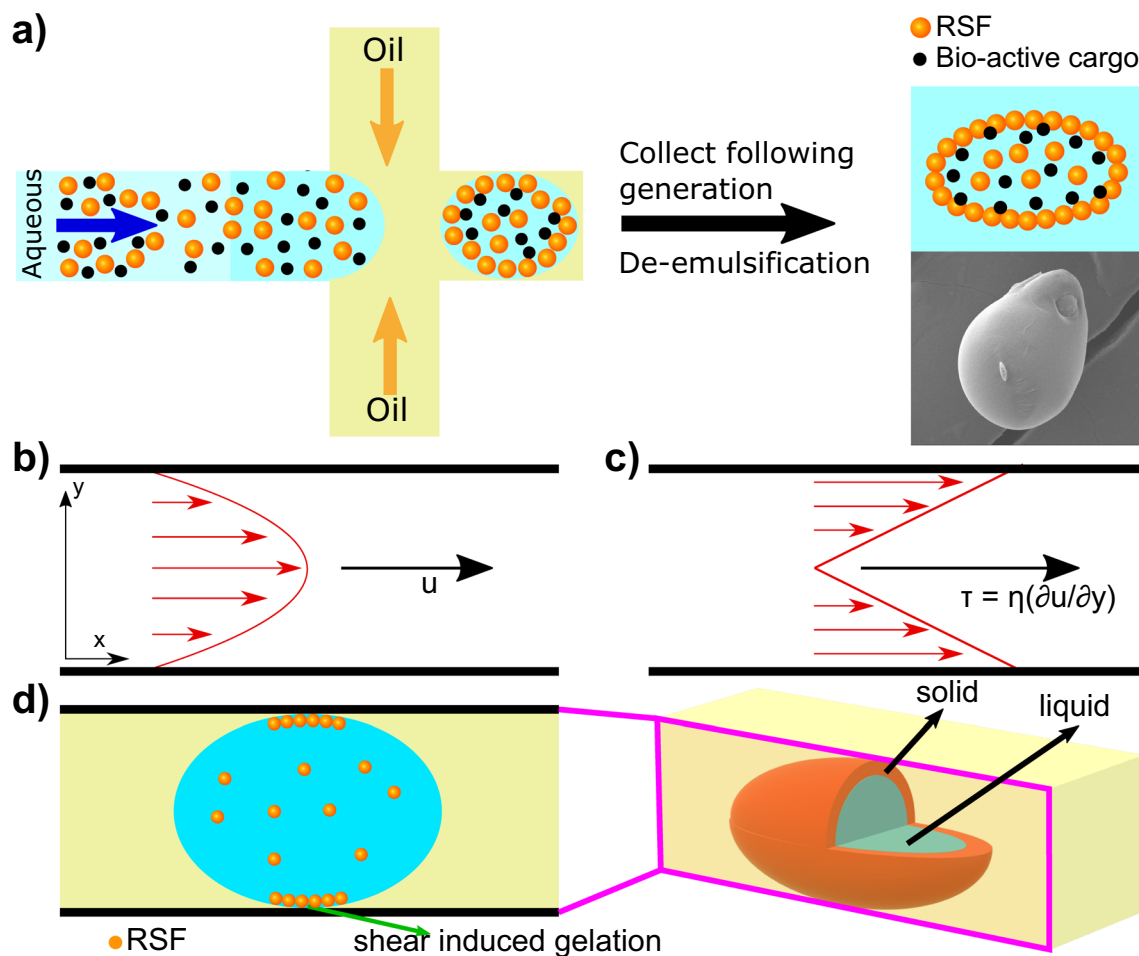 a)
Oil
Aqueous
Oil
Collect following
generation
De-emulsification
RSF
Bio-active cargo
b)
y
x
u
c)
τ = η(∂u/∂y)
d)
RSF
shear induced gelation
solid
liquid